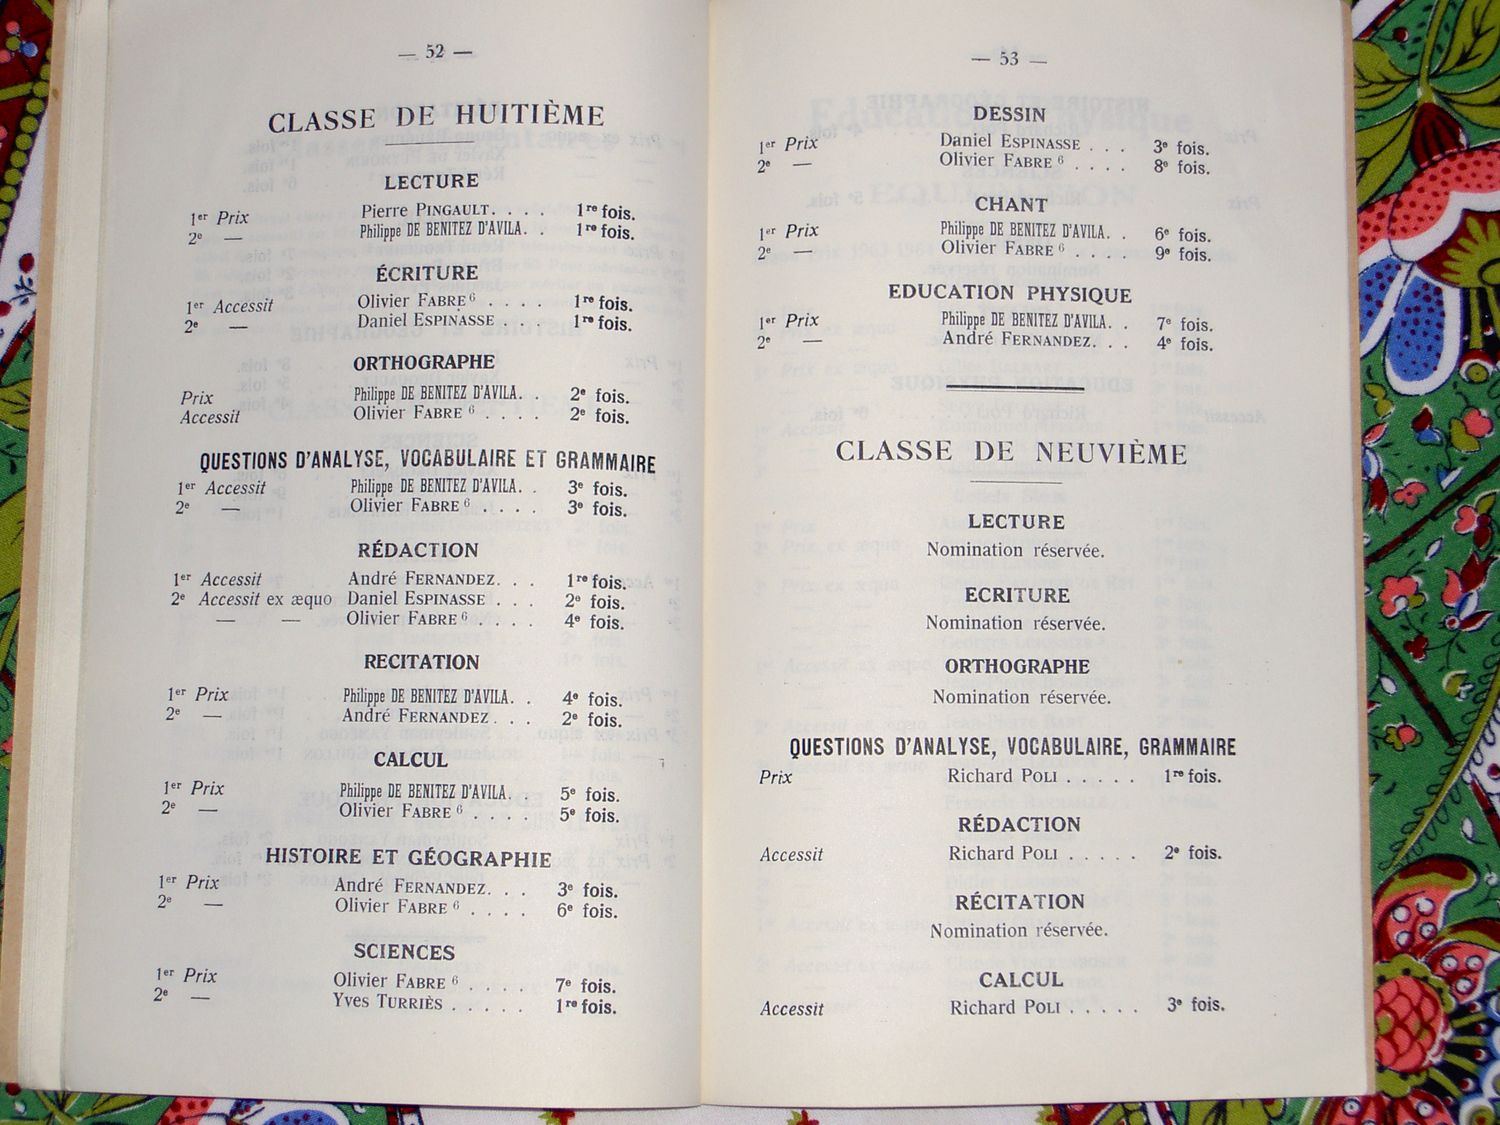 — 52 —
CLASSE DE HUITIÈME
LECTURE
1er Prix Pierre PINGAULT. . . . 1re fois.
2e — Philippe DE BENITEZ D'AVILA. . 1re fois.
ÉCRITURE
1er Accessit Olivier FABRE 6 . . . . 1re fois.
2e — Daniel ESPINASSE . . . 1re fois.
ORTHOGRAPHE
Prix Philippe DE BENITEZ D'AVILA. . 2e fois.
Accessit Olivier FABRE 6 . . . . 2e fois.
QUESTIONS D'ANALYSE, VOCABULAIRE ET GRAMMAIRE
1er Accessit Philippe DE BENITEZ D'AVILA. . 3e fois.
2e — Olivier FABRE 6 . . . . 3e fois.
RÉDACTION
1er Accessit André FERNANDEZ. . . 1re fois.
2e Accessit ex æquo Daniel ESPINASSE . . . 2e fois.
— — Olivier FABRE 6 . . . . 4e fois.
RECITATION
1er Prix Philippe DE BENITEZ D'AVILA. . 4e fois.
2e — André FERNANDEZ . . . 2e fois.
CALCUL
1er Prix Philippe DE BENITEZ D'AVILA. . 5e fois.
2e — Olivier FABRE 6 . . . . 5e fois.
HISTOIRE ET GÉOGRAPHIE
1er Prix André FERNANDEZ. . . 3e fois.
2e — Olivier FABRE 6 . . . . 6e fois.
SCIENCES
1er Prix Olivier FABRE 6 . . . . 7e fois.
2e — Yves TURRIÈS . . . . . 1re fois.
— 53 —
DESSIN
1er Prix Daniel ESPINASSE . . . 3e fois.
2e — Olivier FABRE 6 . . . . 8e fois.
CHANT
1er Prix Philippe DE BENITEZ D'AVILA. . 6e fois.
2e — Olivier FABRE 6 . . . . 9e fois.
EDUCATION PHYSIQUE
1er Prix Philippe DE BENITEZ D'AVILA. . 7e fois.
2e — André FERNANDEZ. . . 4e fois.
CLASSE DE NEUVIÈME
LECTURE
Nomination réservée.
ECRITURE
Nomination réservée.
ORTHOGRAPHE
Nomination réservée.
QUESTIONS D'ANALYSE, VOCABULAIRE, GRAMMAIRE
Prix Richard POLI . . . . . 1re fois.
RÉDACTION
Accessit Richard POLI . . . . . 2e fois.
RÉCITATION
Nomination réservée.
CALCUL
Accessit Richard POLI . . . . . 3e fois.